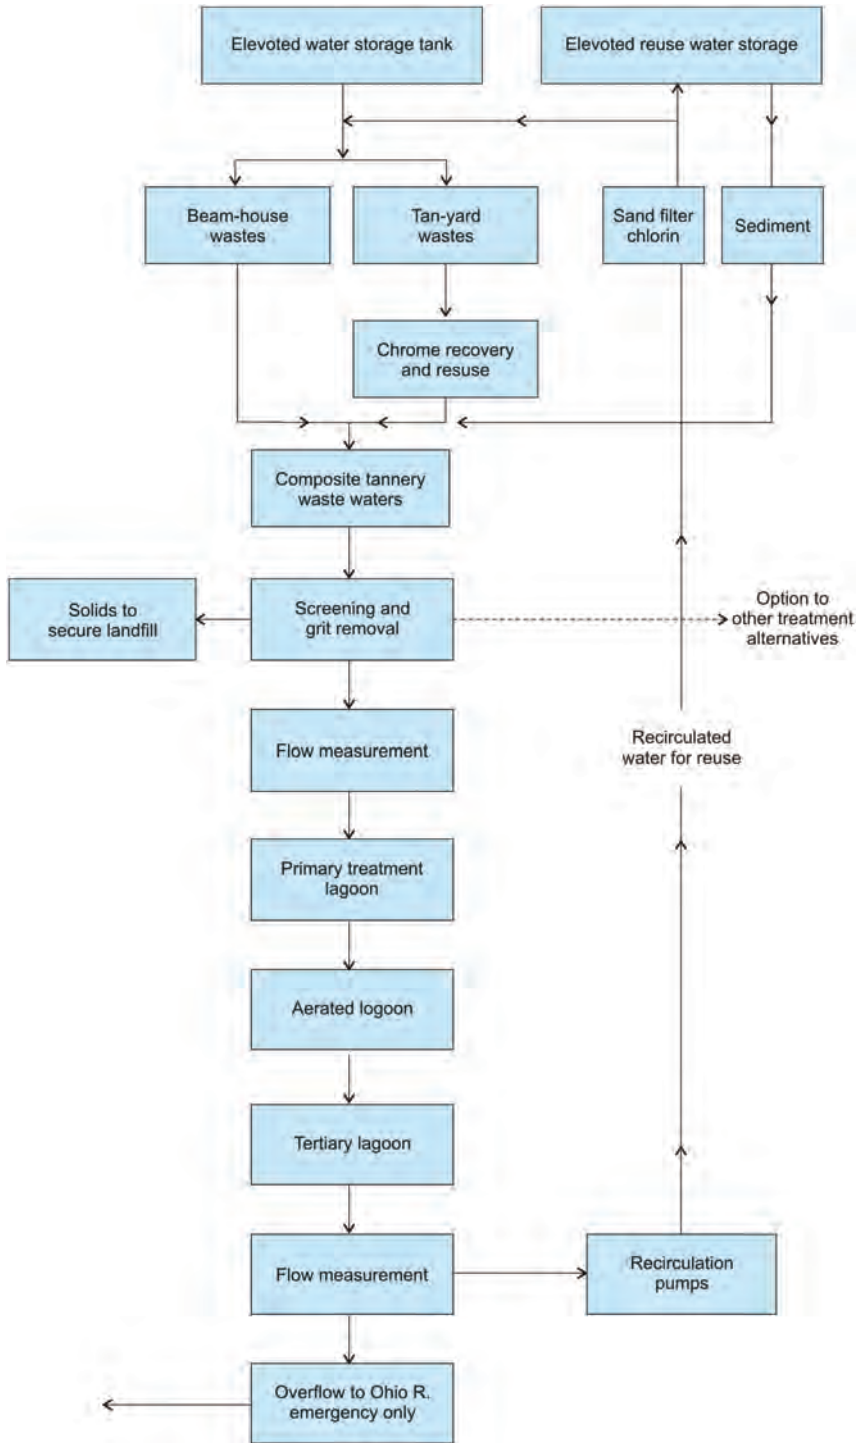 Elevoted water storage tank
Elevoted reuse water storage
Beam-house
wastes
Tan-yard
wastes
Sand filter
chlorin
Sediment
Chrome recovery
and resuse
Composite tannery
waste waters
Solids to
secure landfill
Screening and
grit removal
Option to
other treatment
alternatives
Flow measurement
Recirculated
water for reuse
Primary treatment
lagoon
Aerated logoon
Tertiary lagoon
Flow measurement
Recirculation
pumps
Overflow to Ohio R.
emergency only